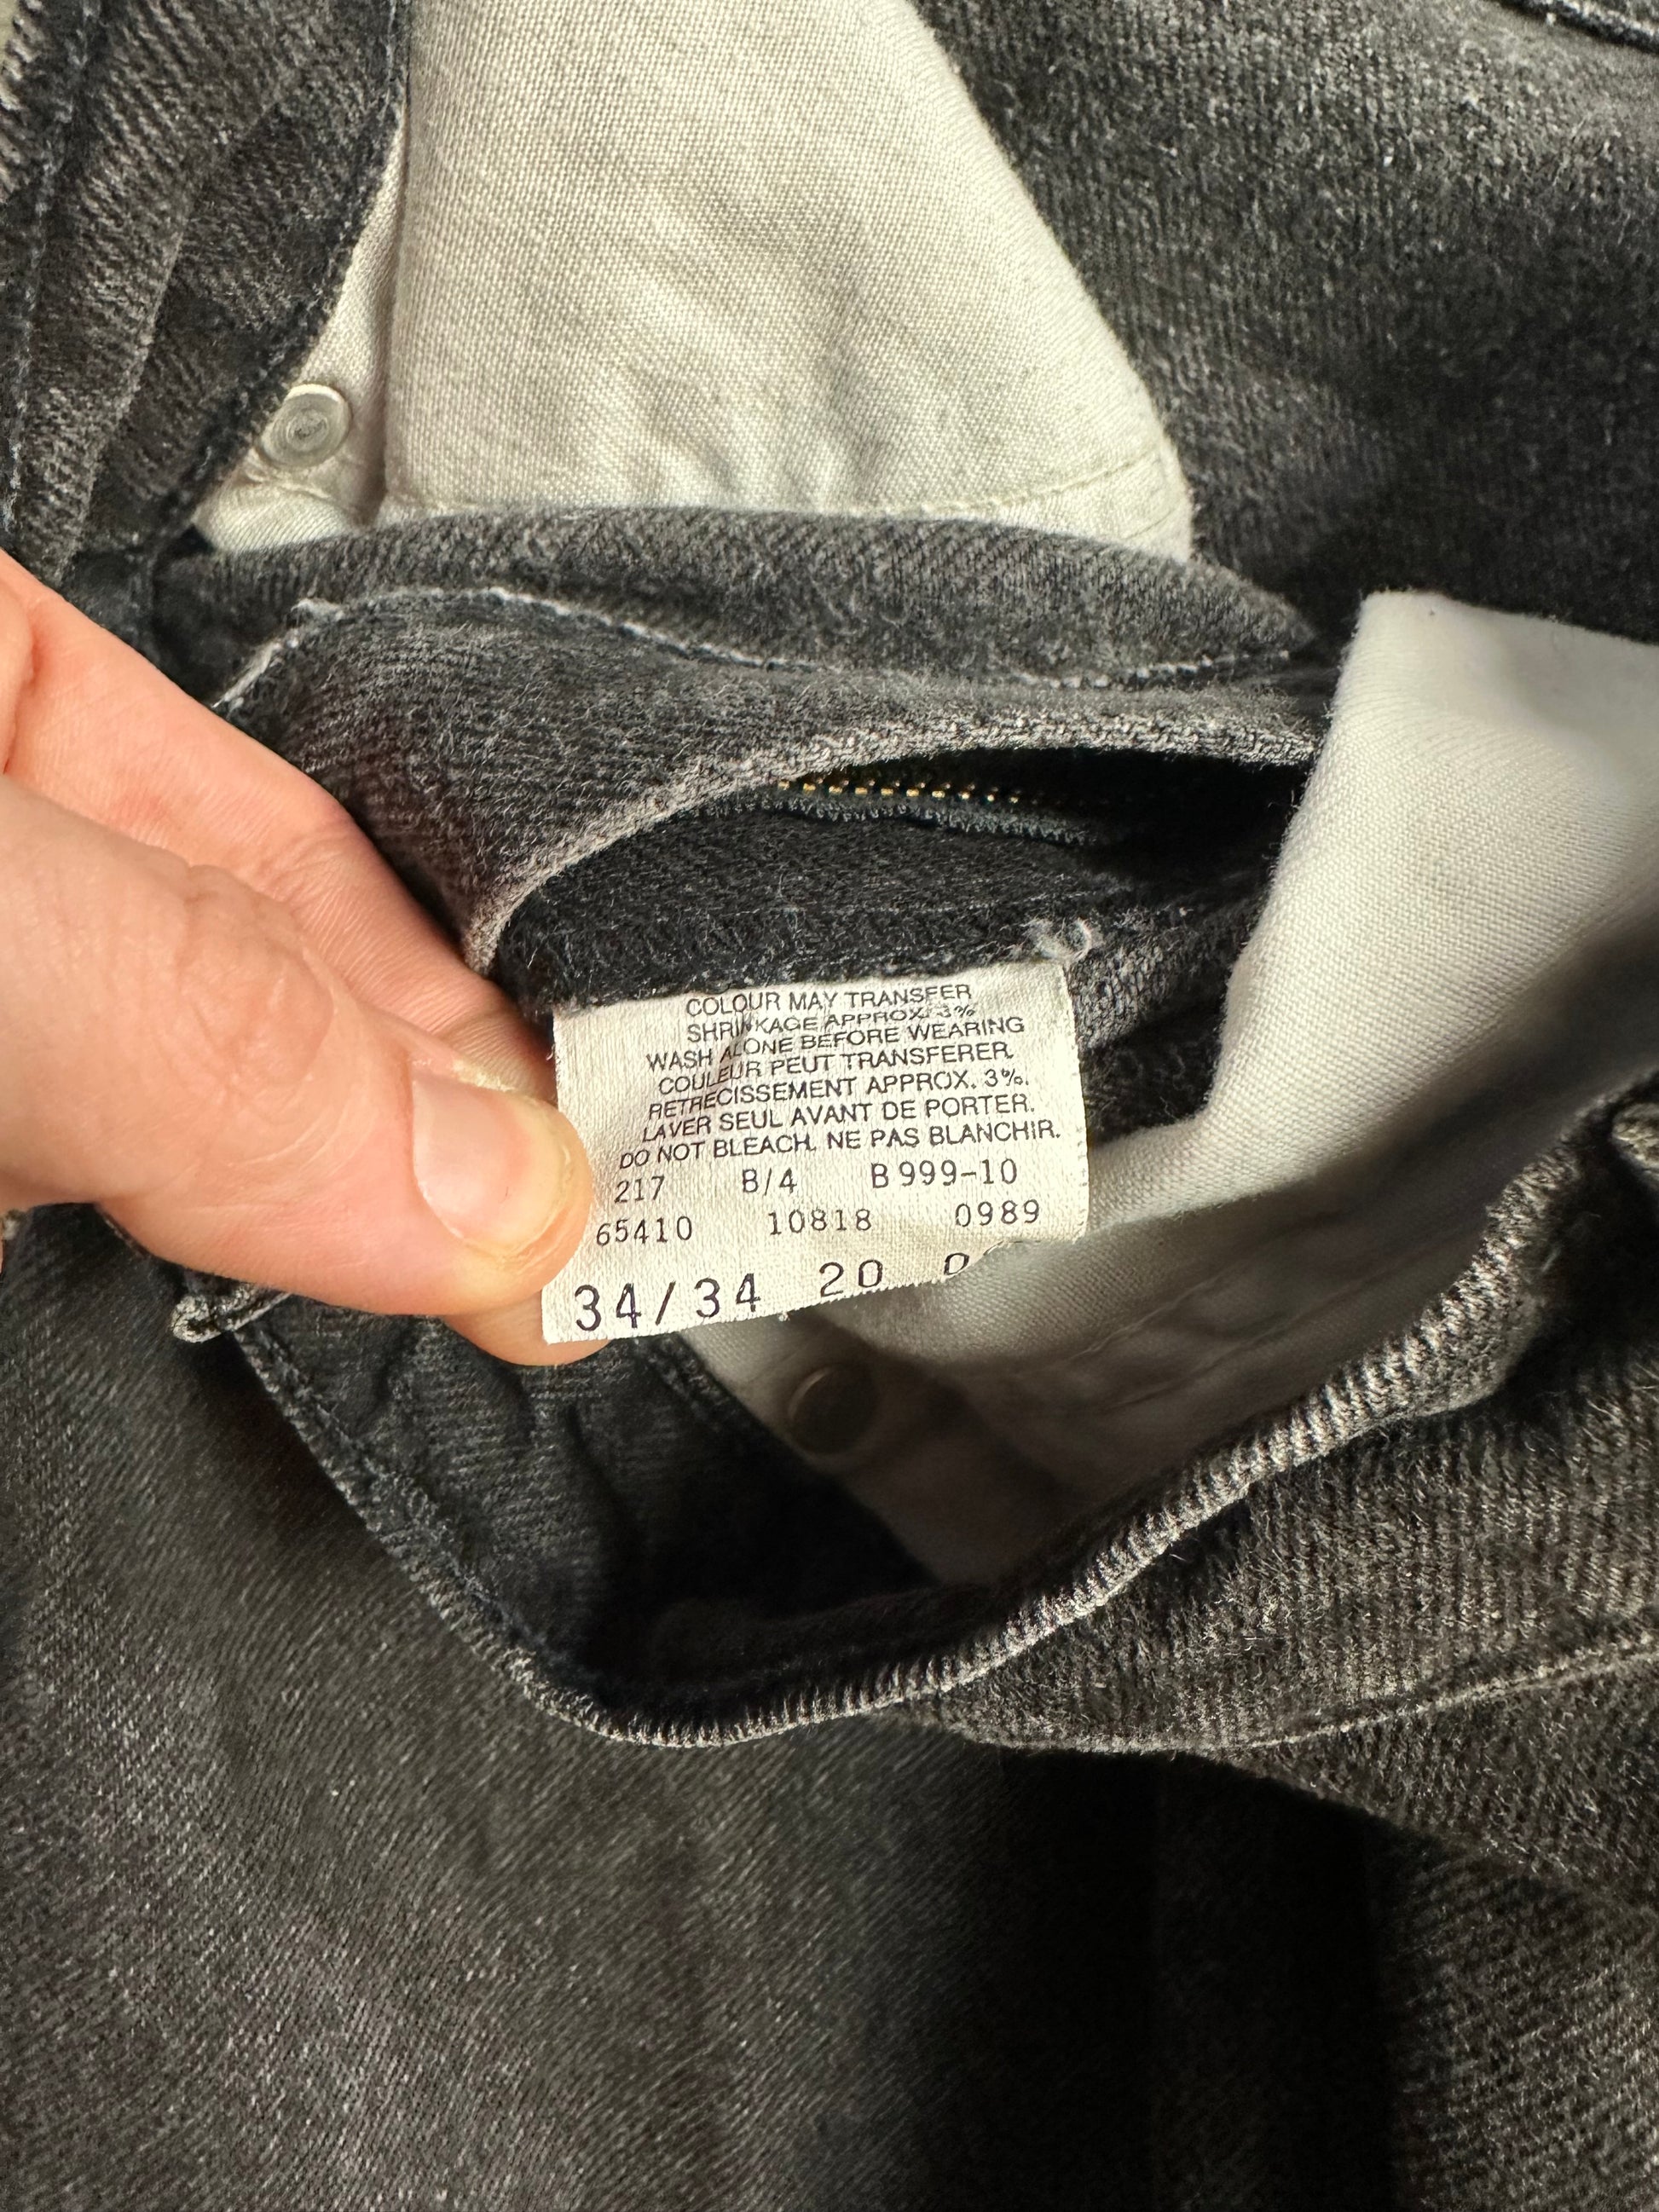 COLOUR MAY TRANSFER
SHRINKAGE APPROX. 3%
WASH ALONE BEFORE WEARING
COULEUR PEUT TRANSFERER.
RETRECISSEMENT APPROX. 3%.
LAVER SEUL AVANT DE PORTER.
DO NOT BLEACH. NE PAS BLANCHIR.
217 B/4 B999-10
65410 10818 0989
34/34 20